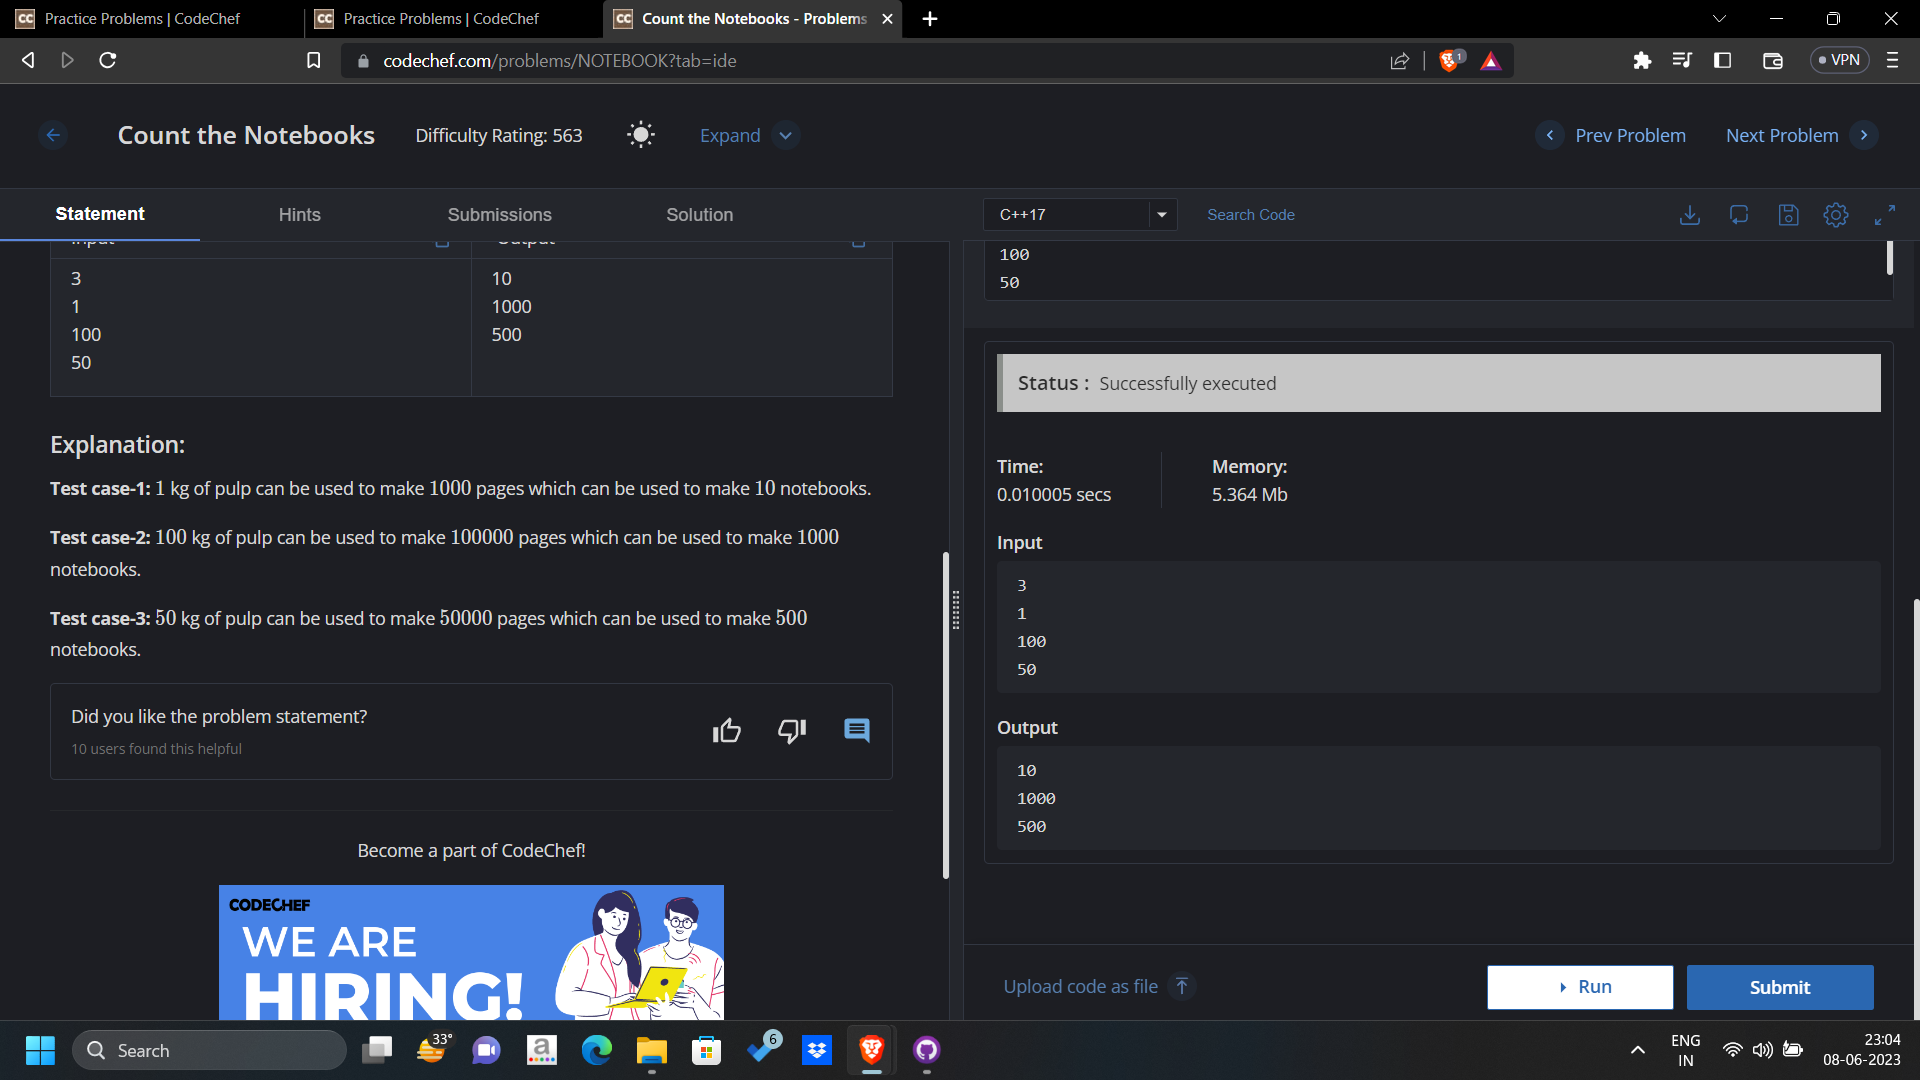 Practice Problems | CodeChef
Practice Problems | CodeChef
Count the Notebooks - Problems
codechef.com/problems/NOTEBOOK?tab=ide
1
VPN
Count the Notebooks
Difficulty Rating: 563
Expand
Prev Problem
Next Problem
Statement
Hints
Submissions
Solution
C++17
Search Code
Input
Output
3
1
100
50
10
1000
500
Explanation:
Test case-1: 1 kg of pulp can be used to make 1000 pages which can be used to make 10 notebooks.
Test case-2: 100 kg of pulp can be used to make 100000 pages which can be used to make 1000
notebooks.
Test case-3: 50 kg of pulp can be used to make 50000 pages which can be used to make 500
notebooks.
Did you like the problem statement?
10 users found this helpful
Become a part of CodeChef!
CODECHEF
WE ARE
HIRING!
100
50
Status : Successfully executed
Time:
0.010005 secs
Memory:
5.364 Mb
Input
3
1
100
50
Output
10
1000
500
Upload code as file
Run
Submit
Search
33°
a
6
ENG
IN
23:04
08-06-2023